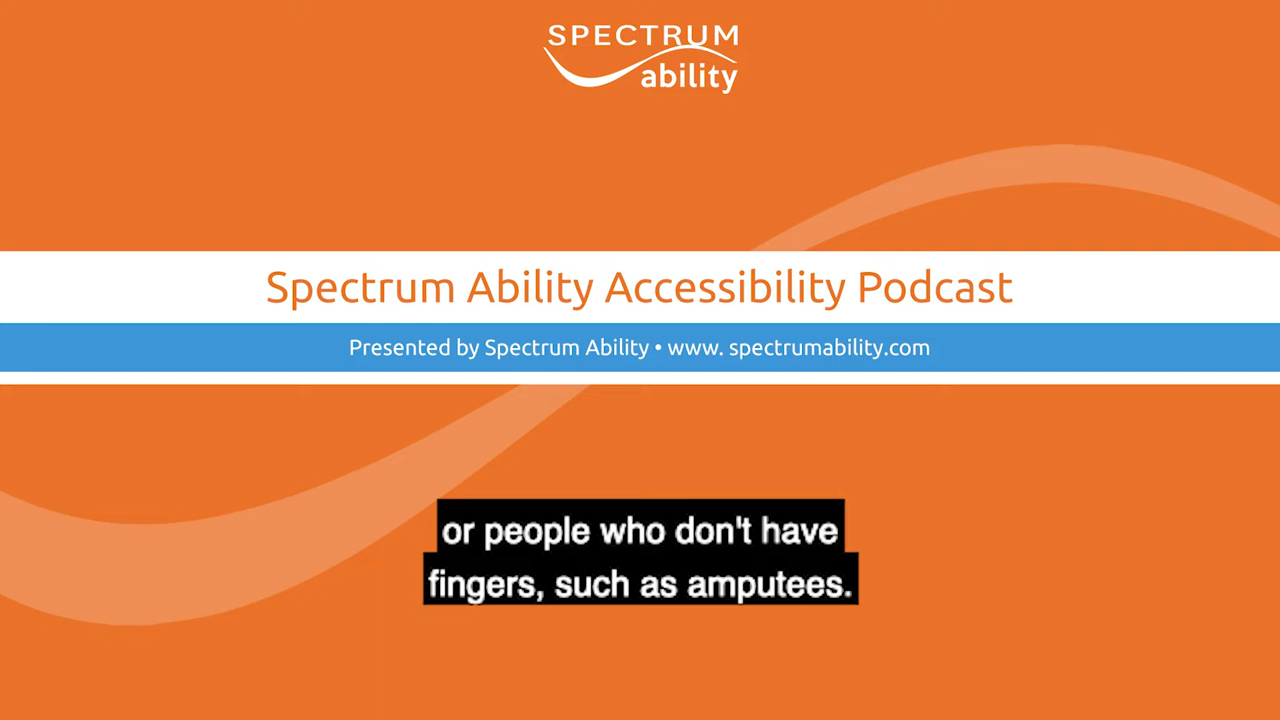 SPECTRUM
ability
Spectrum Ability Accessibility Podcast
Presented by Spectrum Ability • www. spectrumability.com
or people who don't have
fingers, such as amputees.